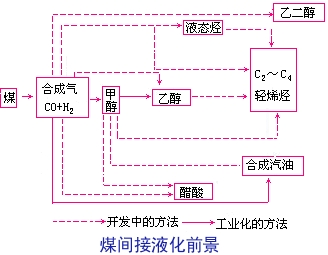 乙二醇
液态烃
C₂～C₄
轻烯烃
合成气
CO+H₂
煤
甲醇
乙醇
合成汽油
醋酸
开发中的方法
工业化的方法
煤间接液化前景